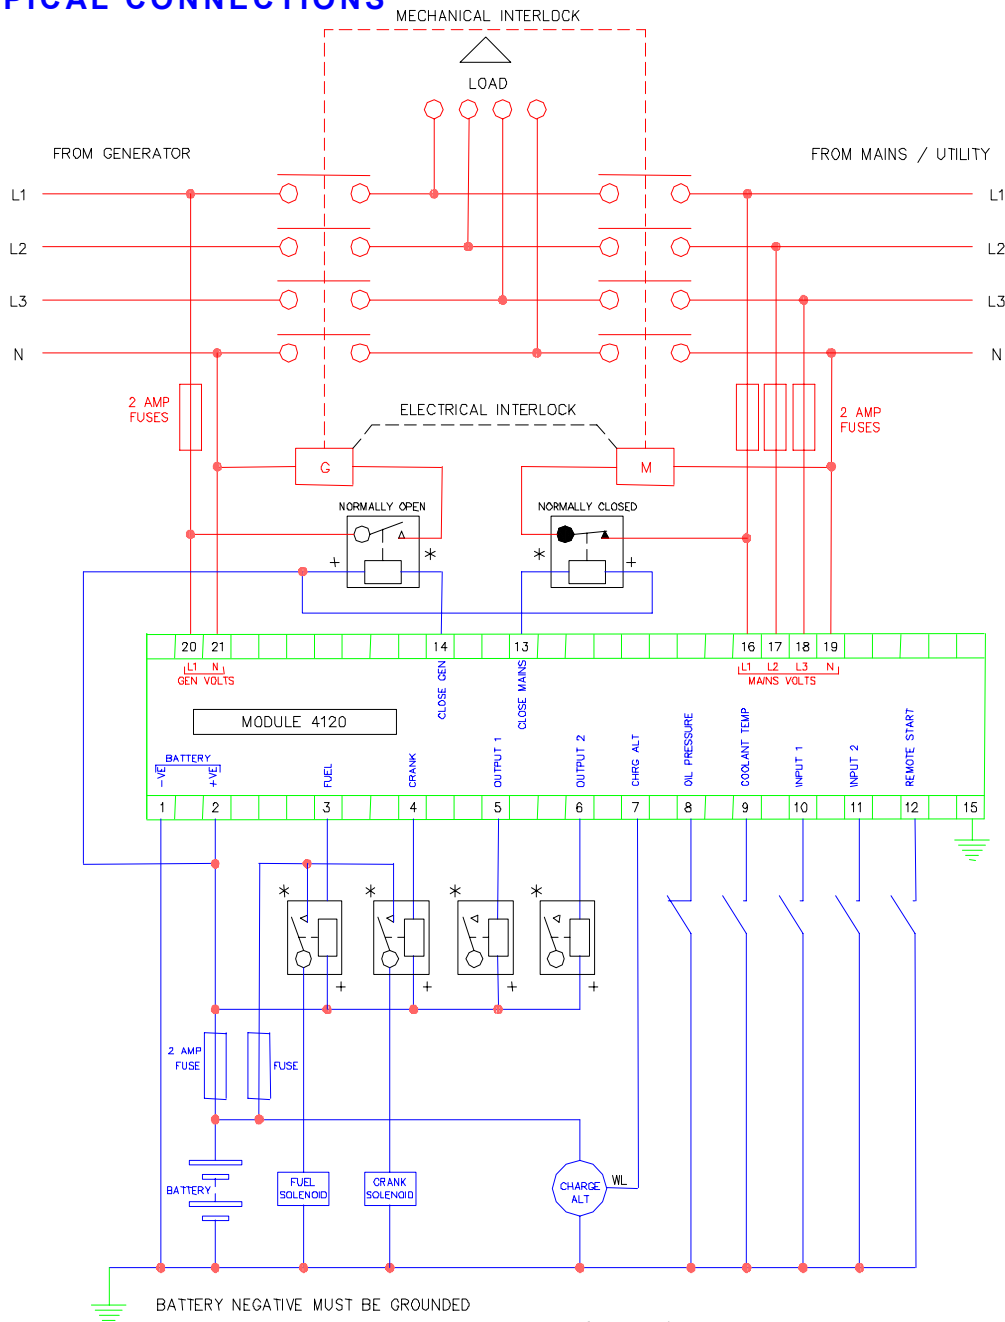 PICAL CONNECTIONS
MECHANICAL INTERLOCK
LOAD
FROM GENERATOR
FROM MAINS / UTILITY
L1
L1
L2
L2
L3
L3
N
N
2 AMP
FUSES
2 AMP
FUSES
ELECTRICAL INTERLOCK
G
M
NORMALLY OPEN
NORMALLY CLOSED
+ *
* +
20 21 14 13 16 17 18 19
L1 N
GEN VOLTS
CLOSE GEN
CLOSE MAINS
L1 L2 L3 N
MAINS VOLTS
MODULE 4120
BATTERY
-VE
+VE
FUEL
CRANK
OUTPUT 1
OUTPUT 2
CHRG ALT
OIL PRESSURE
COOLANT TEMP
INPUT 1
INPUT 2
REMOTE START
1 2 3 4 5 6 7 8 9 10 11 12 15
* * * *
+ + + +
2 AMP
FUSE
FUSE
BATTERY
FUEL
SOLENOID
CRANK
SOLENOID
CHARGE
ALT
WL
BATTERY NEGATIVE MUST BE GROUNDED